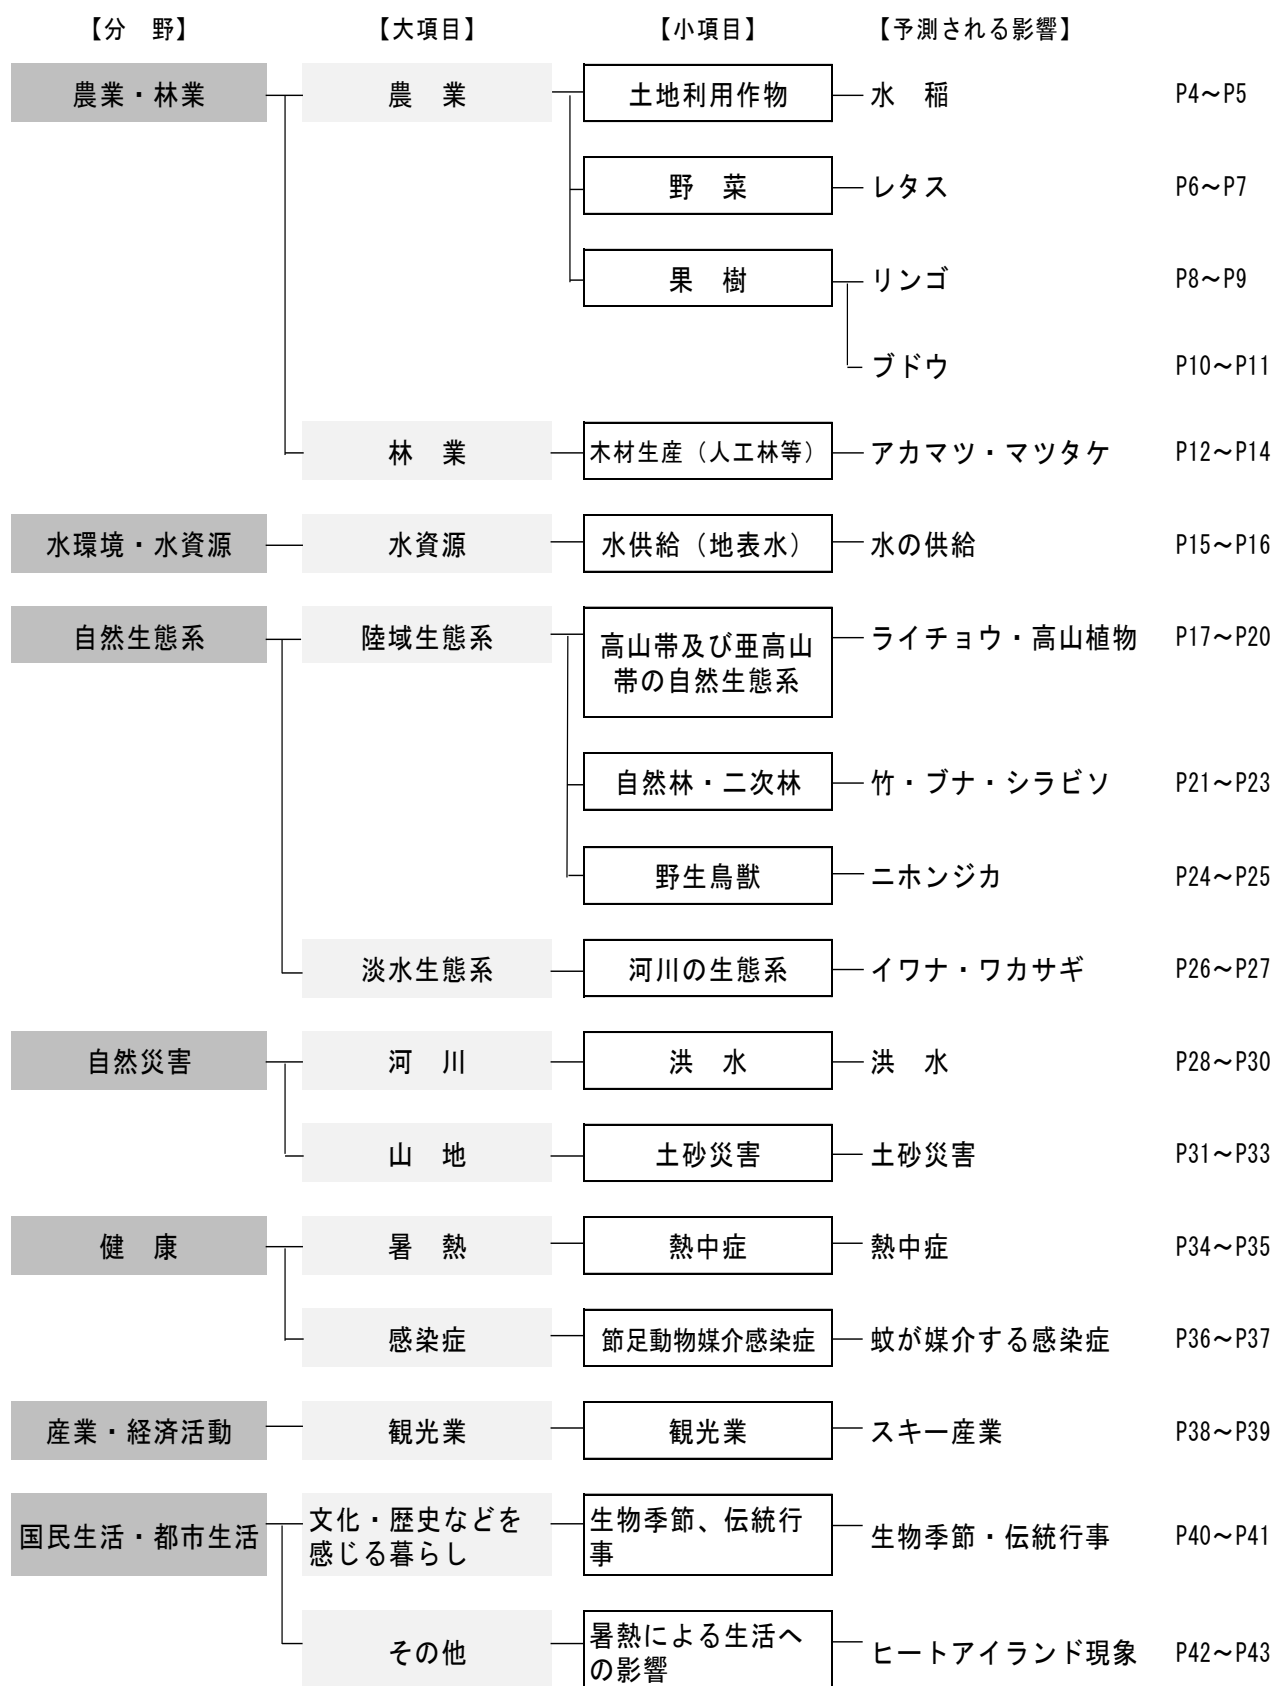 【分　野】　【大項目】　【小項目】　【予測される影響】
農業・林業　農　業　土地利用作物　水　稲　P4～P5
野　菜　レタス　P6～P7
果　樹　リンゴ　P8～P9
ブドウ　P10～P11
林　業　木材生産（人工林等）　アカマツ・マツタケ　P12～P14
水環境・水資源　水資源　水供給（地表水）　水の供給　P15～P16
自然生態系　陸域生態系　高山帯及び亜高山　ライチョウ・高山植物　P17～P20
帯の自然生態系
自然林・二次林　竹・ブナ・シラビソ　P21～P23
野生鳥獣　ニホンジカ　P24～P25
淡水生態系　河川の生態系　イワナ・ワカサギ　P26～P27
自然災害　河　川　洪　水　洪　水　P28～P30
山　地　土砂災害　土砂災害　P31～P33
健　康　暑　熱　熱中症　熱中症　P34～P35
感染症　節足動物媒介感染症　蚊が媒介する感染症　P36～P37
産業・経済活動　観光業　観光業　スキー産業　P38～P39
国民生活・都市生活　文化・歴史などを　生物季節、伝統行　生物季節・伝統行事　P40～P41
感じる暮らし　事
その他　暑熱による生活へ　ヒートアイランド現象　P42～P43
の影響